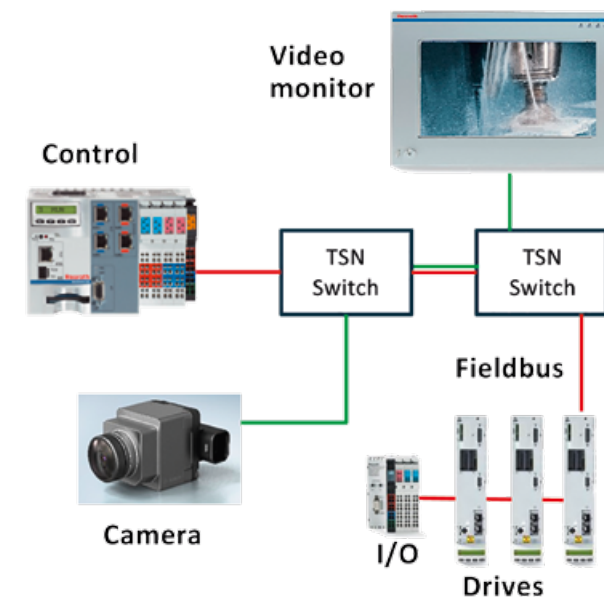 Video
monitor
Control
TSN
Switch
TSN
Switch
Fieldbus
Camera
I/O
Drives